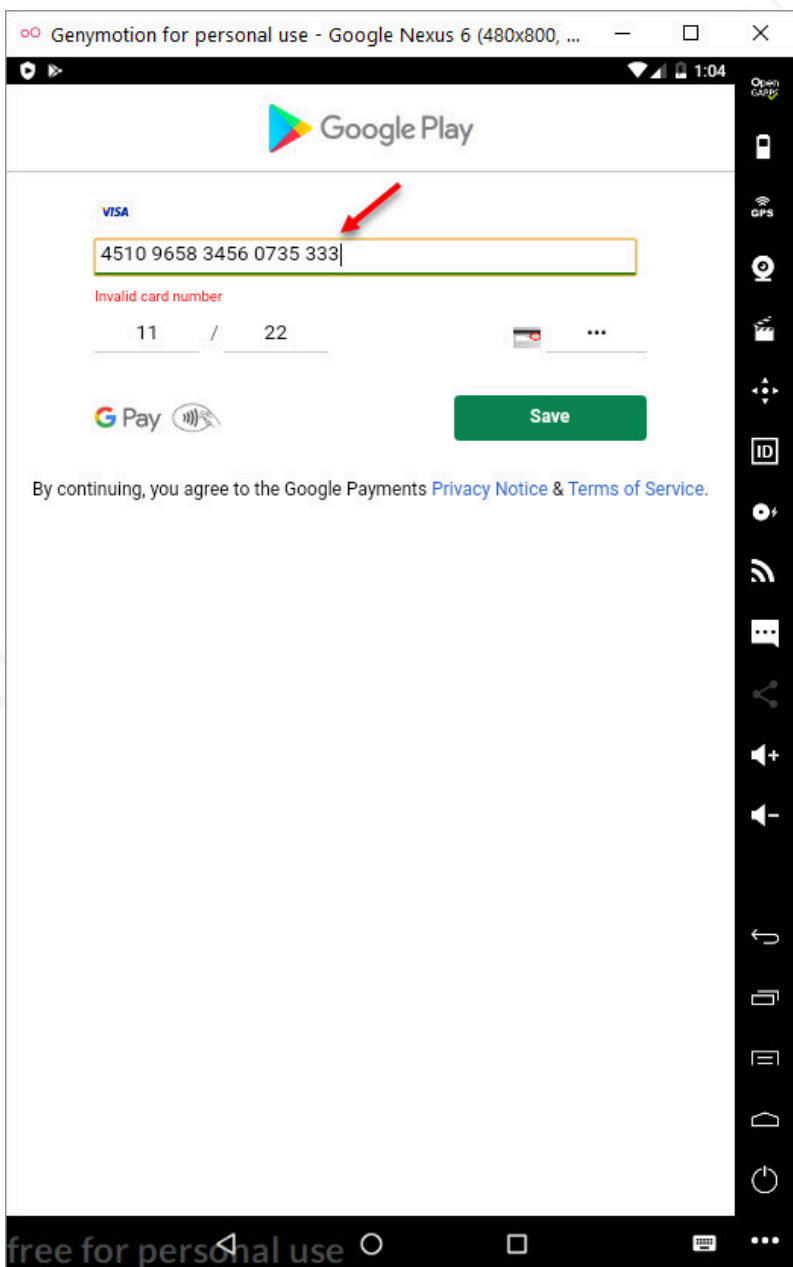 Genymotion for personal use - Google Nexus 6 (480x800, ...
1:04
Open
GAPPS
Google Play
GPS
VISA
4510 9658 3456 0735 333
Invalid card number
11 / 22 •••
G Pay
Save
ID
By continuing, you agree to the Google Payments Privacy Notice & Terms of Service.
free for personal use